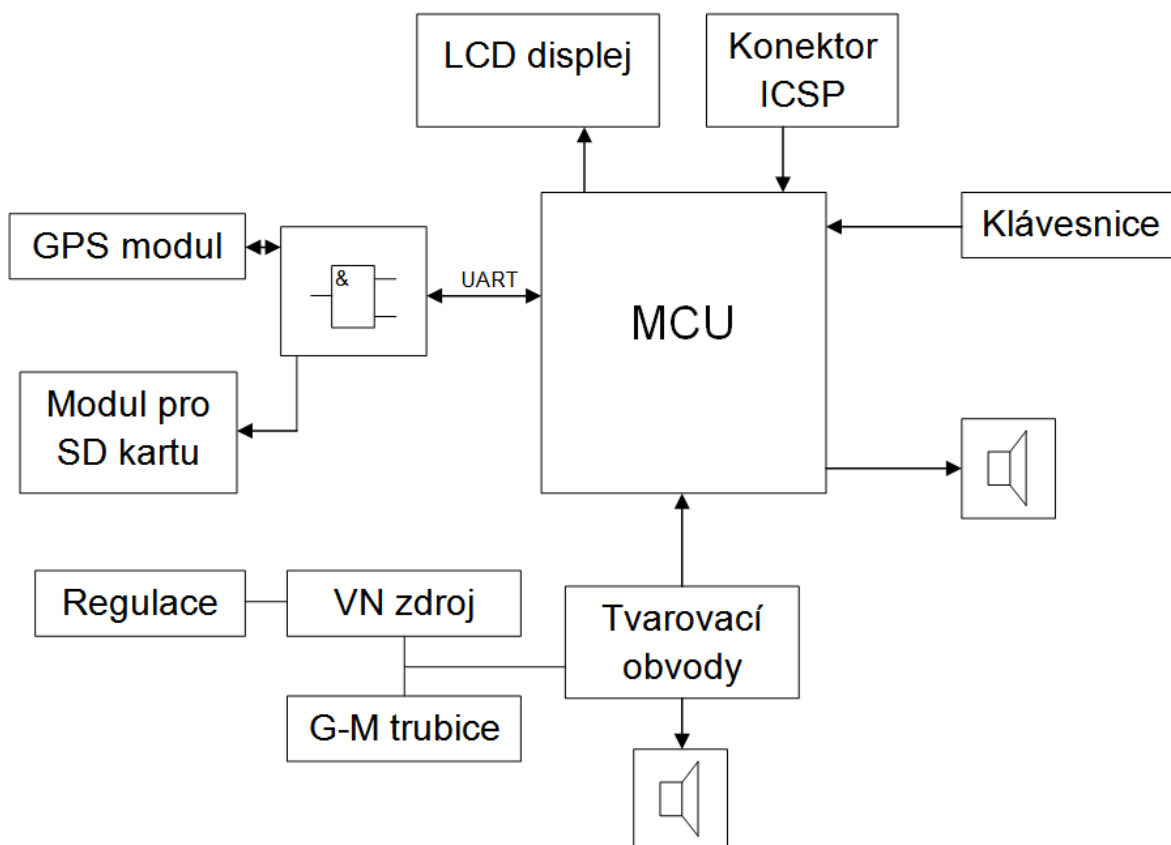 LCD displej
Konektor
ICSP
GPS modul
&
UART
MCU
Klávesnice
Modul pro
SD kartu
Regulace
VN zdroj
Tvarovací
obvody
G-M trubice